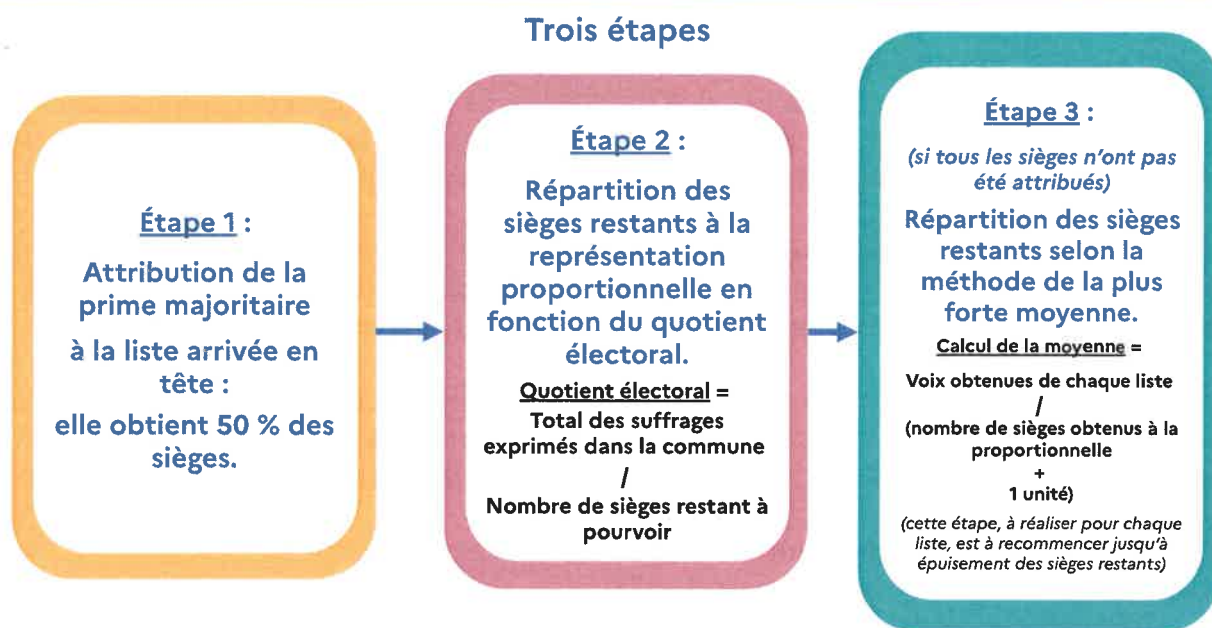 Trois étapes
Étape 1 :
Attribution de la
prime majoritaire
à la liste arrivée en
tête :
elle obtient 50 % des
sièges.
Étape 2 :
Répartition des
sièges restants à la
représentation
proportionnelle en
fonction du quotient
électoral.
Quotient électoral =
Total des suffrages
exprimés dans la commune
/
Nombre de sièges restant à
pourvoir
Étape 3 :
(si tous les sièges n'ont pas
été attribués)
Répartition des sièges
restants selon la
méthode de la plus
forte moyenne.
Calcul de la moyenne =
Voix obtenues de chaque liste
/
(nombre de sièges obtenus à la
proportionnelle
+
1 unité)
(cette étape, à réaliser pour chaque
liste, est à recommencer jusqu'à
épuisement des sièges restants)